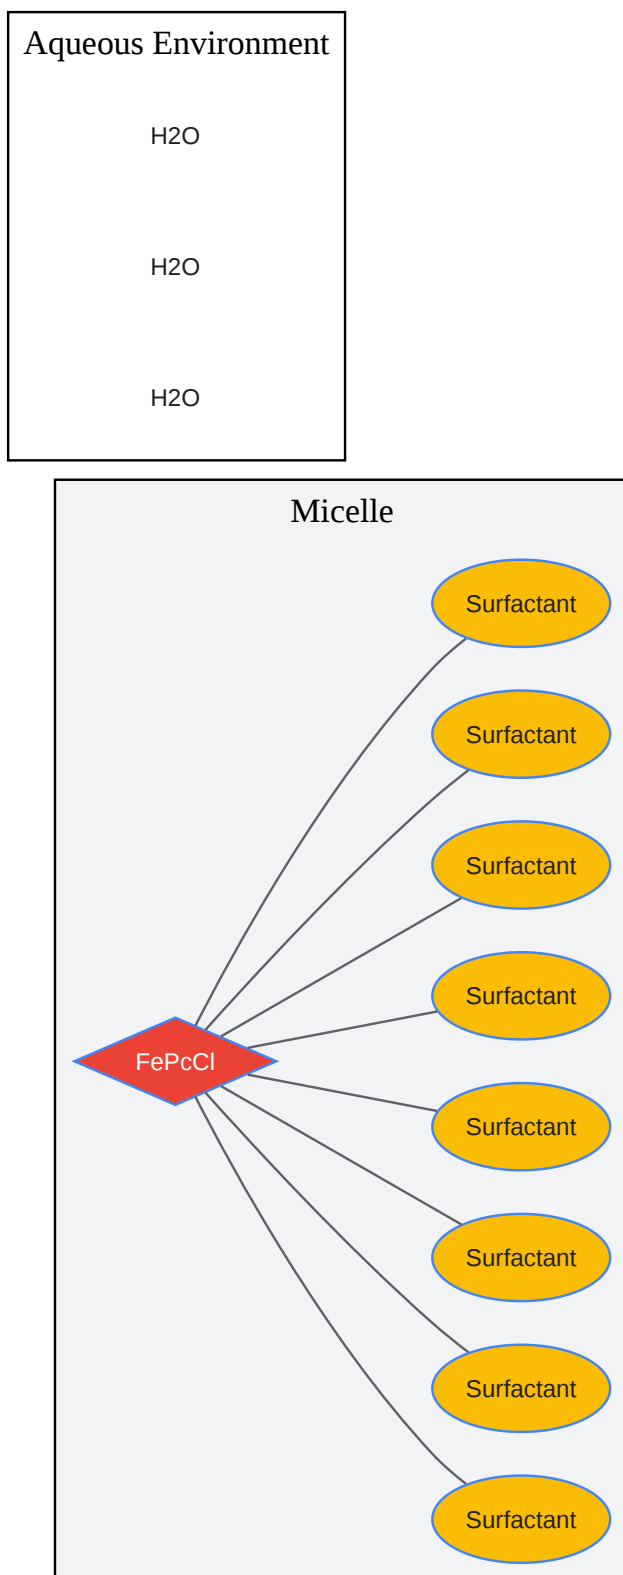 Aqueous Environment
H2O
H2O
H2O
Micelle
Surfactant
Surfactant
Surfactant
Surfactant
FePcCl
Surfactant
Surfactant
Surfactant
Surfactant